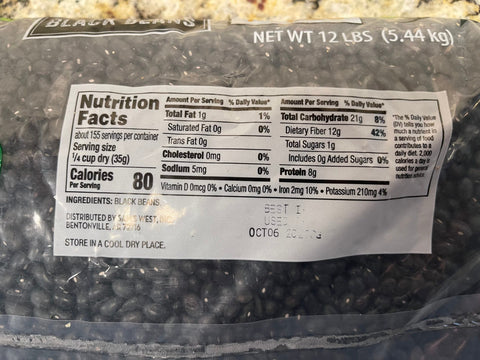 BLACK BEANS
NET WT 12 LBS (5.44 kg)
Nutrition Facts
about 155 servings per container
Serving size
1/4 cup dry (35g)
Calories
Per Serving
80
Amount Per Serving % Daily Value*
Total Fat 1g 1%
Saturated Fat 0g 0%
Trans Fat 0g
Cholesterol 0mg 0%
Sodium 5mg 0%
Amount Per Serving % Daily Value*
Total Carbohydrate 21g 8%
Dietary Fiber 12g 42%
Total Sugars 1g
Includes 0g Added Sugars 0%
Protein 8g
Vitamin D 0mcg 0% • Calcium 0mg 0% • Iron 2mg 10% • Potassium 210mg 4%
*The % Daily Value
(DV) tells you how
much a nutrient in
a serving of food
contributes to a
daily diet. 2,000
calories a day is
used for general
nutrition advice.
INGREDIENTS: BLACK BEANS
DISTRIBUTED BY WEST,
BENTONVILLE,
STORE IN A COOL DRY PLACE.
BEST
OCT06